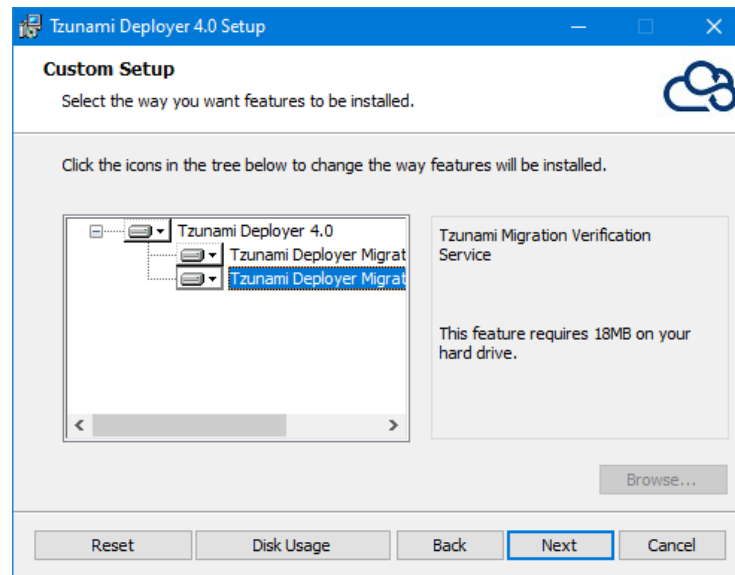 Tzunami Deployer 4.0 Setup
Custom Setup
Select the way you want features to be installed.
Click the icons in the tree below to change the way features will be installed.
Tzunami Deployer 4.0
Tzunami Deployer Migrat
Tzunami Deployer Migrat
Tzunami Migration Verification
Service
This feature requires 18MB on your
hard drive.
Browse...
Reset
Disk Usage
Back
Next
Cancel